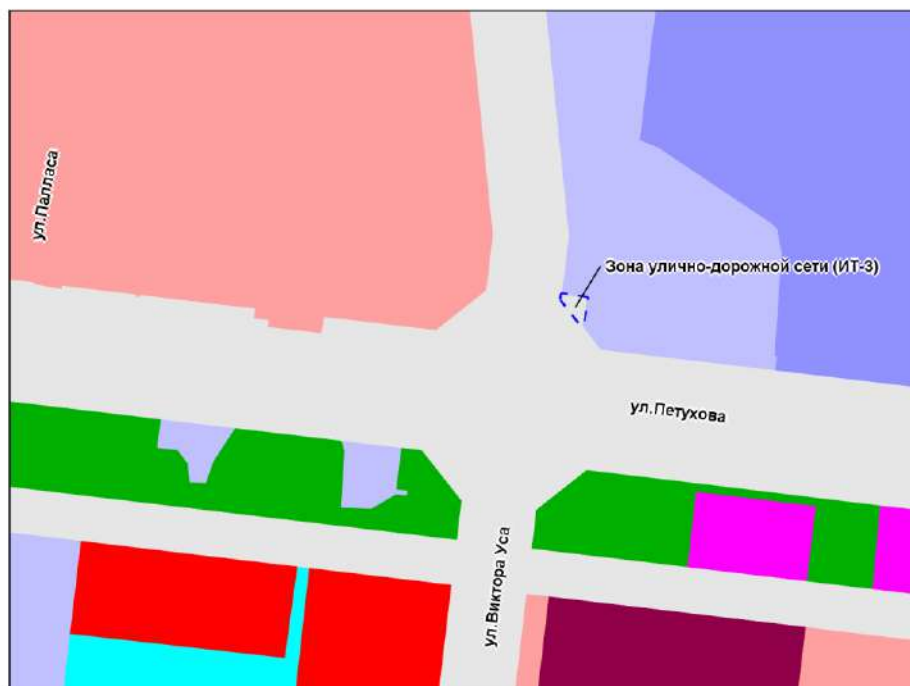 ул.Палласа
Зона улично-дорожной сети (ИТ-3)
ул.Петухова
ул.Виктора Уса